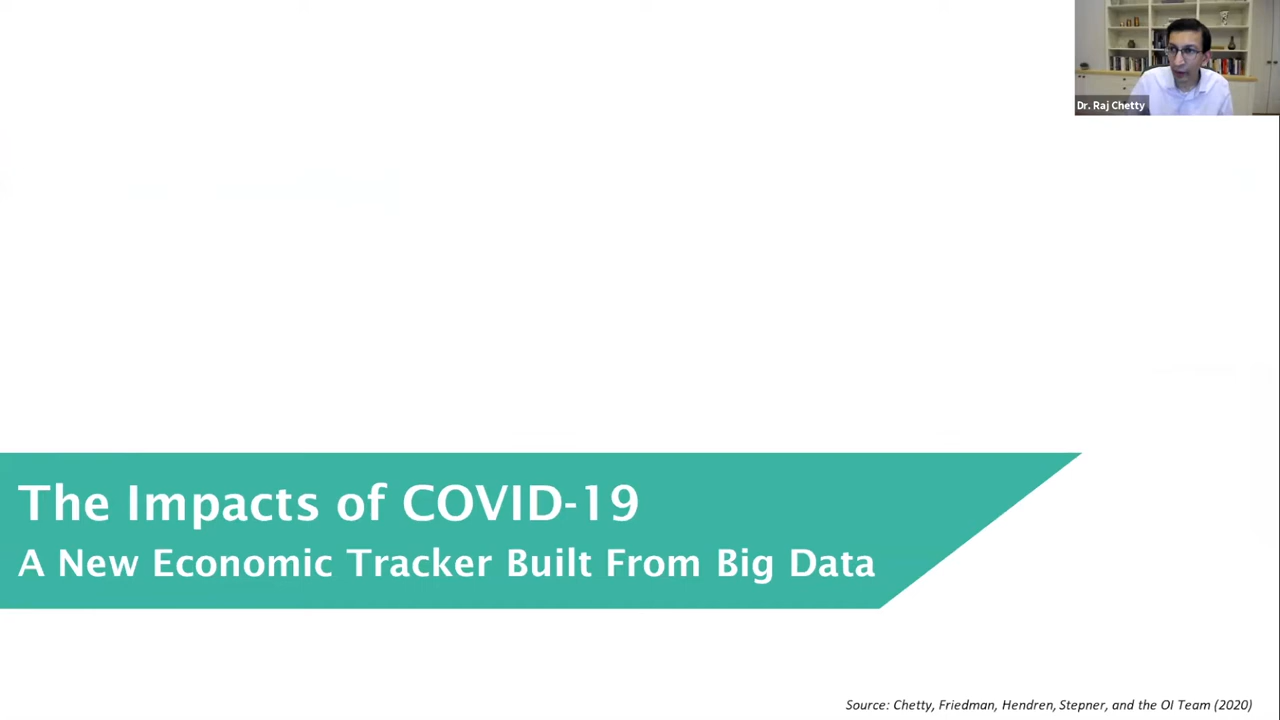 Dr. Raj Chetty
The Impacts of COVID-19
A New Economic Tracker Built From Big Data
Source: Chetty, Friedman, Hendren, Stepner, and the OI Team (2020)